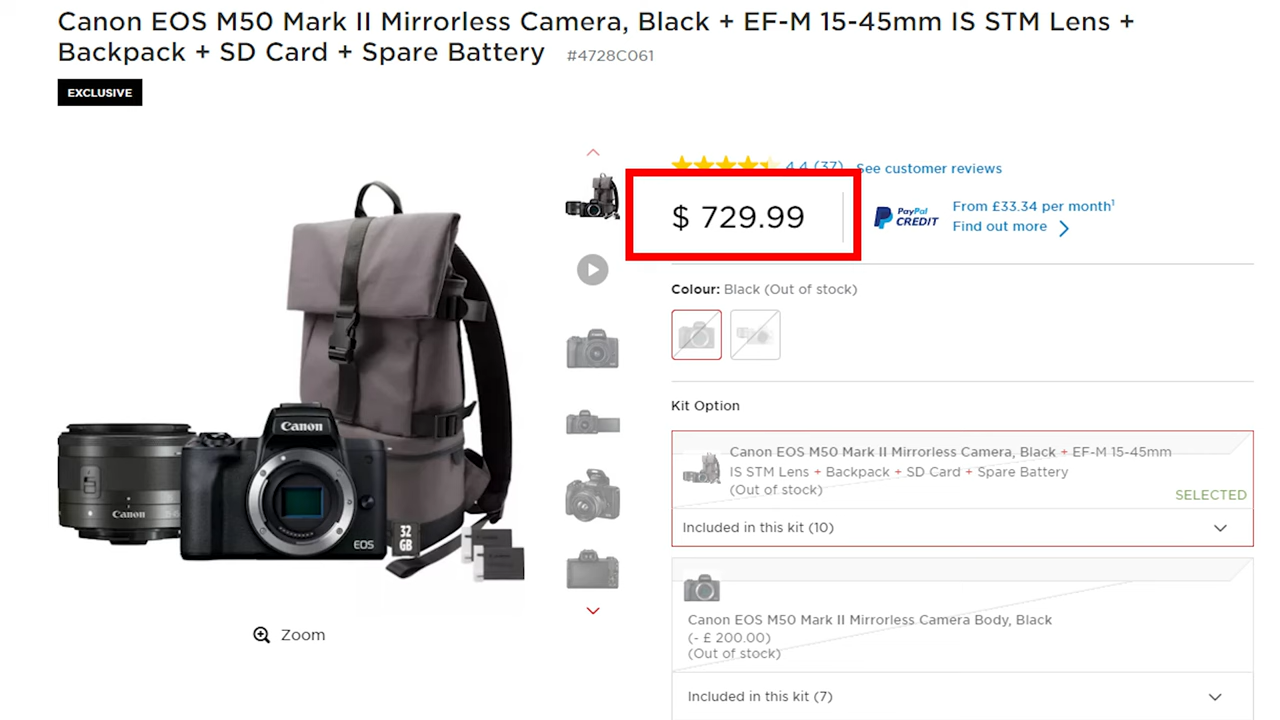 Canon EOS M50 Mark II Mirrorless Camera, Black + EF-M 15-45mm IS STM Lens +
Backpack + SD Card + Spare Battery #4728C061
EXCLUSIVE
4.4 (37) See customer reviews
$ 729.99
PayPal
CREDIT
From £33.34 per month¹
Find out more
Colour: Black (Out of stock)
Kit Option
Canon EOS M50 Mark II Mirrorless Camera, Black + EF-M 15-45mm
IS STM Lens + Backpack + SD Card + Spare Battery
(Out of stock)
SELECTED
Included in this kit (10)
Canon EOS M50 Mark II Mirrorless Camera Body, Black
(- £ 200.00)
(Out of stock)
Included in this kit (7)
Canon
Canon
EOS
32
GB
Zoom